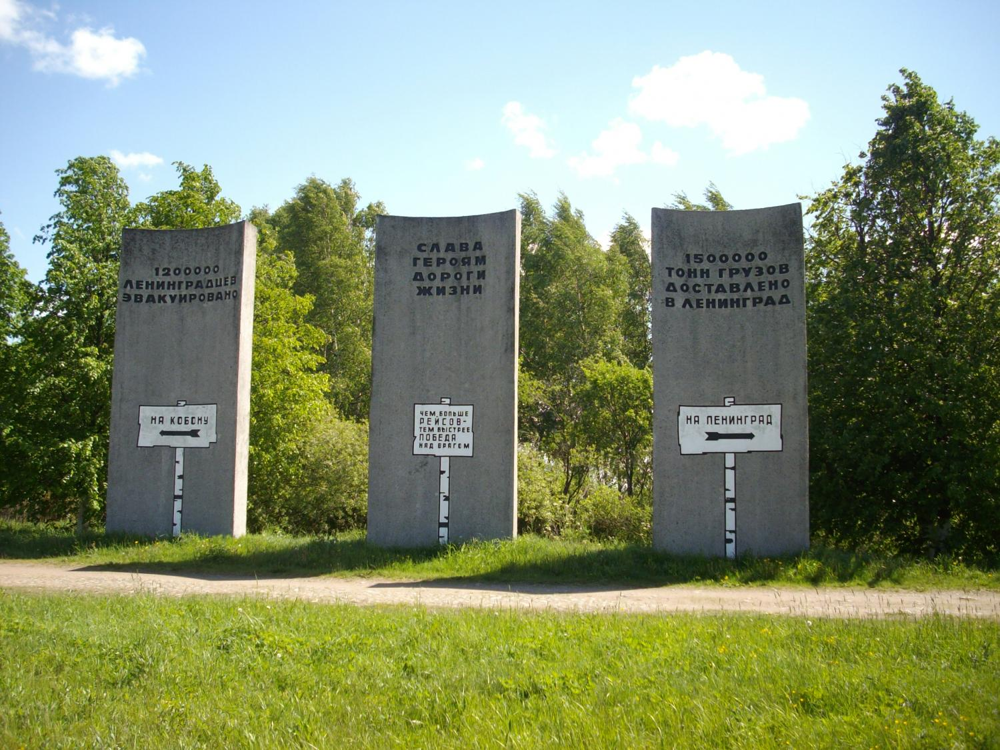 1200000
ЛЕНИНГРАДЦЕВ
ЭВАКУИРОВАНО
НА КОБОНУ
СЛАВА
ГЕРОЯМ
ДОРОГИ
ЖИЗНИ
ЧЕМ БОЛЬШЕ
РЕЙСОВ-
ТЕМ БЫСТРЕЕ
ПОБЕДА
НАД ВРАГОМ
1500000
ТОНН ГРУЗОВ
ДОСТАВЛЕНО
В ЛЕНИНГРАД
НА ЛЕНИНГРАД